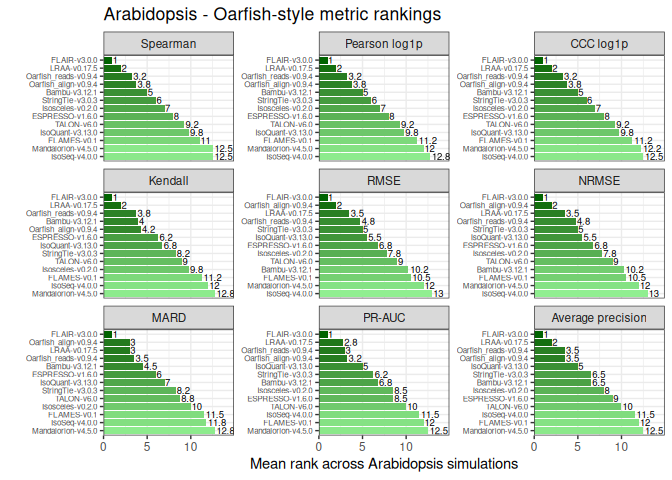 Arabidopsis - Oarfish-style metric rankings
Spearman
FLAIR-v3.0.0 1
LRAA-v0.17.5 2
Oarfish_reads-v0.9.4 3.2
Oarfish_align-v0.9.4 3.8
Bambu-v3.12.1 5
StringTie-v3.0.3 6
Isosceles-v0.2.0 7
ESPRESSO-v1.6.0 8
TALON-v6.0 9.2
IsoQuant-v3.13.0 9.8
FLAMES-v0.1 11
Mandalorion-v4.5.0 12.5
IsoSeq-v4.0.0 12.5
Pearson log1p
FLAIR-v3.0.0 1
LRAA-v0.17.5 2
Oarfish_reads-v0.9.4 3.2
Oarfish_align-v0.9.4 3.8
Bambu-v3.12.1 5
StringTie-v3.0.3 6
Isosceles-v0.2.0 7
ESPRESSO-v1.6.0 8
TALON-v6.0 9.2
IsoQuant-v3.13.0 9.8
FLAMES-v0.1 11.2
Mandalorion-v4.5.0 12
IsoSeq-v4.0.0 12.8
CCC log1p
FLAIR-v3.0.0 1
LRAA-v0.17.5 2
Oarfish_reads-v0.9.4 3.2
Oarfish_align-v0.9.4 3.8
Bambu-v3.12.1 5
StringTie-v3.0.3 6
Isosceles-v0.2.0 7
ESPRESSO-v1.6.0 8
TALON-v6.0 9.2
IsoQuant-v3.13.0 9.8
FLAMES-v0.1 11.2
Mandalorion-v4.5.0 12.2
IsoSeq-v4.0.0 12.5
Kendall
FLAIR-v3.0.0 1
LRAA-v0.17.5 2
Oarfish_reads-v0.9.4 3.8
Bambu-v3.12.1 4
Oarfish_align-v0.9.4 4.2
ESPRESSO-v1.6.0 6.2
IsoQuant-v3.13.0 6.8
StringTie-v3.0.3 8.2
TALON-v6.0 9
Isosceles-v0.2.0 9.8
FLAMES-v0.1 11.2
IsoSeq-v4.0.0 12
Mandalorion-v4.5.0 12.8
RMSE
FLAIR-v3.0.0 1
Oarfish_align-v0.9.4 2
LRAA-v0.17.5 3.5
Oarfish_reads-v0.9.4 4.8
StringTie-v3.0.3 5
IsoQuant-v3.13.0 5.5
ESPRESSO-v1.6.0 6.8
Isosceles-v0.2.0 7.8
TALON-v6.0 9
Bambu-v3.12.1 10.2
FLAMES-v0.1 10.5
Mandalorion-v4.5.0 12
IsoSeq-v4.0.0 13
NRMSE
FLAIR-v3.0.0 1
Oarfish_align-v0.9.4 2
LRAA-v0.17.5 3.5
Oarfish_reads-v0.9.4 4.8
StringTie-v3.0.3 5
IsoQuant-v3.13.0 5.5
ESPRESSO-v1.6.0 6.8
Isosceles-v0.2.0 7.8
TALON-v6.0 9
Bambu-v3.12.1 10.2
FLAMES-v0.1 10.5
Mandalorion-v4.5.0 12
IsoSeq-v4.0.0 13
MARD
FLAIR-v3.0.0 1
Oarfish_align-v0.9.4 3
LRAA-v0.17.5 3
Oarfish_reads-v0.9.4 3.5
Bambu-v3.12.1 4.5
ESPRESSO-v1.6.0 6
IsoQuant-v3.13.0 7
StringTie-v3.0.3 8.2
TALON-v6.0 8.8
Isosceles-v0.2.0 10
FLAMES-v0.1 11.5
IsoSeq-v4.0.0 11.8
Mandalorion-v4.5.0 12.8
PR-AUC
FLAIR-v3.0.0 1
LRAA-v0.17.5 2.8
Oarfish_reads-v0.9.4 3
Oarfish_align-v0.9.4 3.2
IsoQuant-v3.13.0 5
StringTie-v3.0.3 6.2
Bambu-v3.12.1 6.8
Isosceles-v0.2.0 8.5
ESPRESSO-v1.6.0 8.5
TALON-v6.0 10
IsoSeq-v4.0.0 11.5
FLAMES-v0.1 12
Mandalorion-v4.5.0 12.5
Average precision
FLAIR-v3.0.0 1
LRAA-v0.17.5 2
Oarfish_reads-v0.9.4 3.5
Oarfish_align-v0.9.4 3.5
IsoQuant-v3.13.0 5
StringTie-v3.0.3 6.5
Bambu-v3.12.1 6.5
Isosceles-v0.2.0 8
ESPRESSO-v1.6.0 9
TALON-v6.0 10
IsoSeq-v4.0.0 11.5
FLAMES-v0.1 12
Mandalorion-v4.5.0 12.5
0 5 10
0 5 10
0 5 10
Mean rank across Arabidopsis simulations